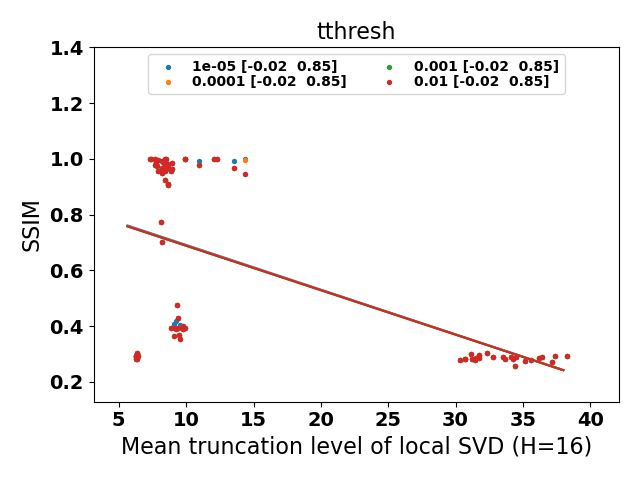 tthresh
1e-05 [-0.02  0.85]
0.0001 [-0.02  0.85]
0.001 [-0.02  0.85]
0.01 [-0.02  0.85]
SSIM
1.4
1.2
1.0
0.8
0.6
0.4
0.2
5 10 15 20 25 30 35 40
Mean truncation level of local SVD (H=16)